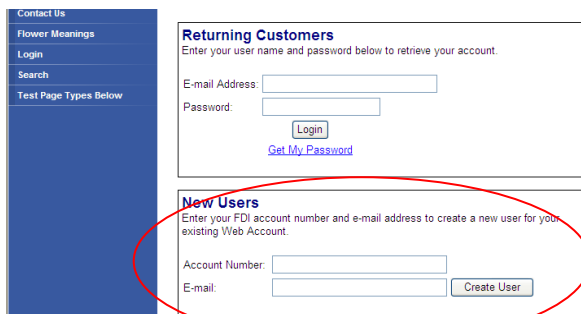 Contact Us
Flower Meanings
Login
Search
Test Page Types Below
Returning Customers
Enter your user name and password below to retrieve your account.
E-mail Address:
Password:
Login
Get My Password
New Users
Enter your FDI account number and e-mail address to create a new user for your
existing Web Account.
Account Number:
E-mail:
Create User